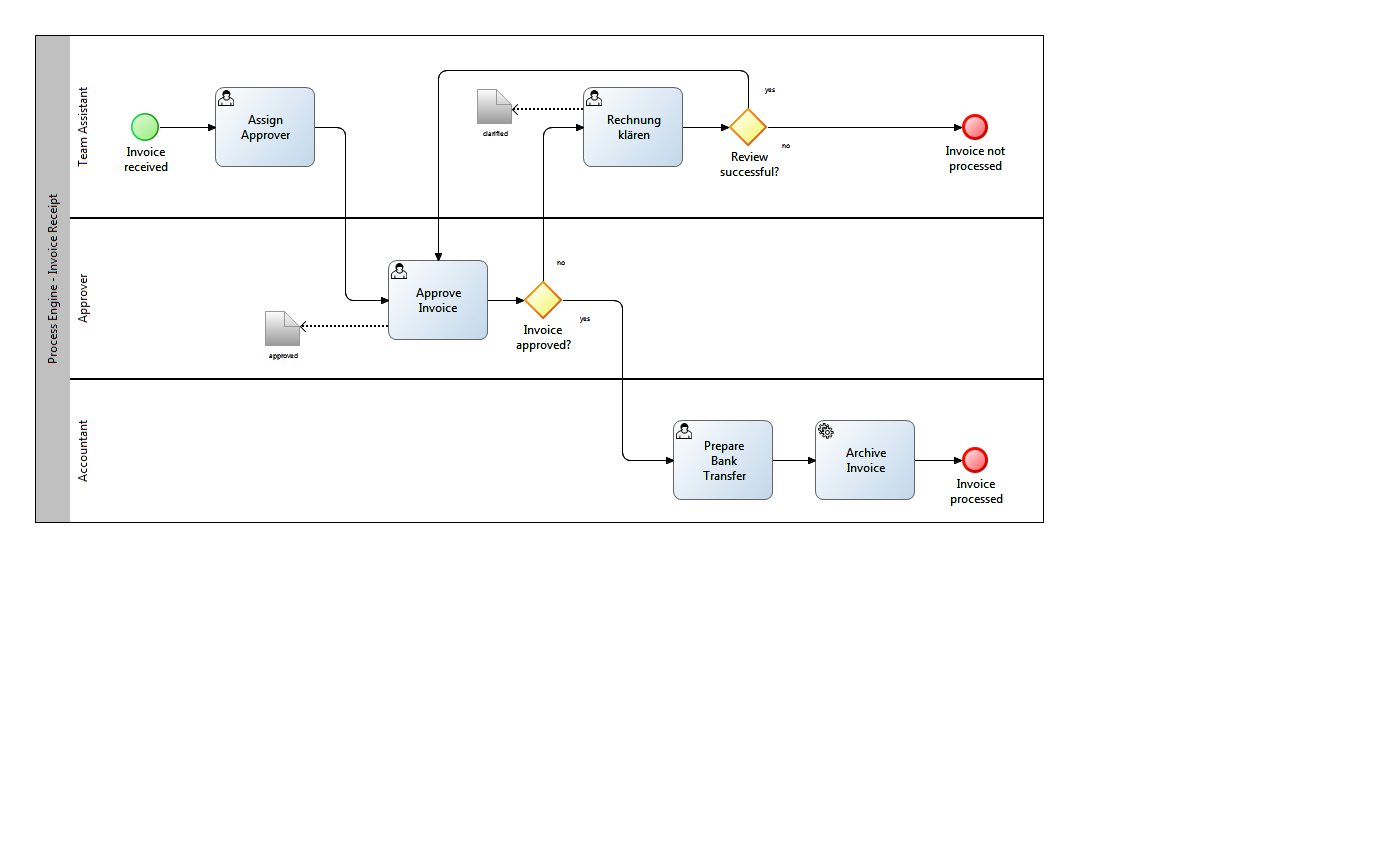 Process Engine - Invoice Receipt
Team Assistant
Invoice
received
Assign
Approver
clarified
Rechnung
klären
yes
Review
successful?
no
Invoice not
processed
Approver
Approve
Invoice
approved
no
Invoice
approved?
yes
Accountant
Prepare
Bank
Transfer
Archive
Invoice
Invoice
processed